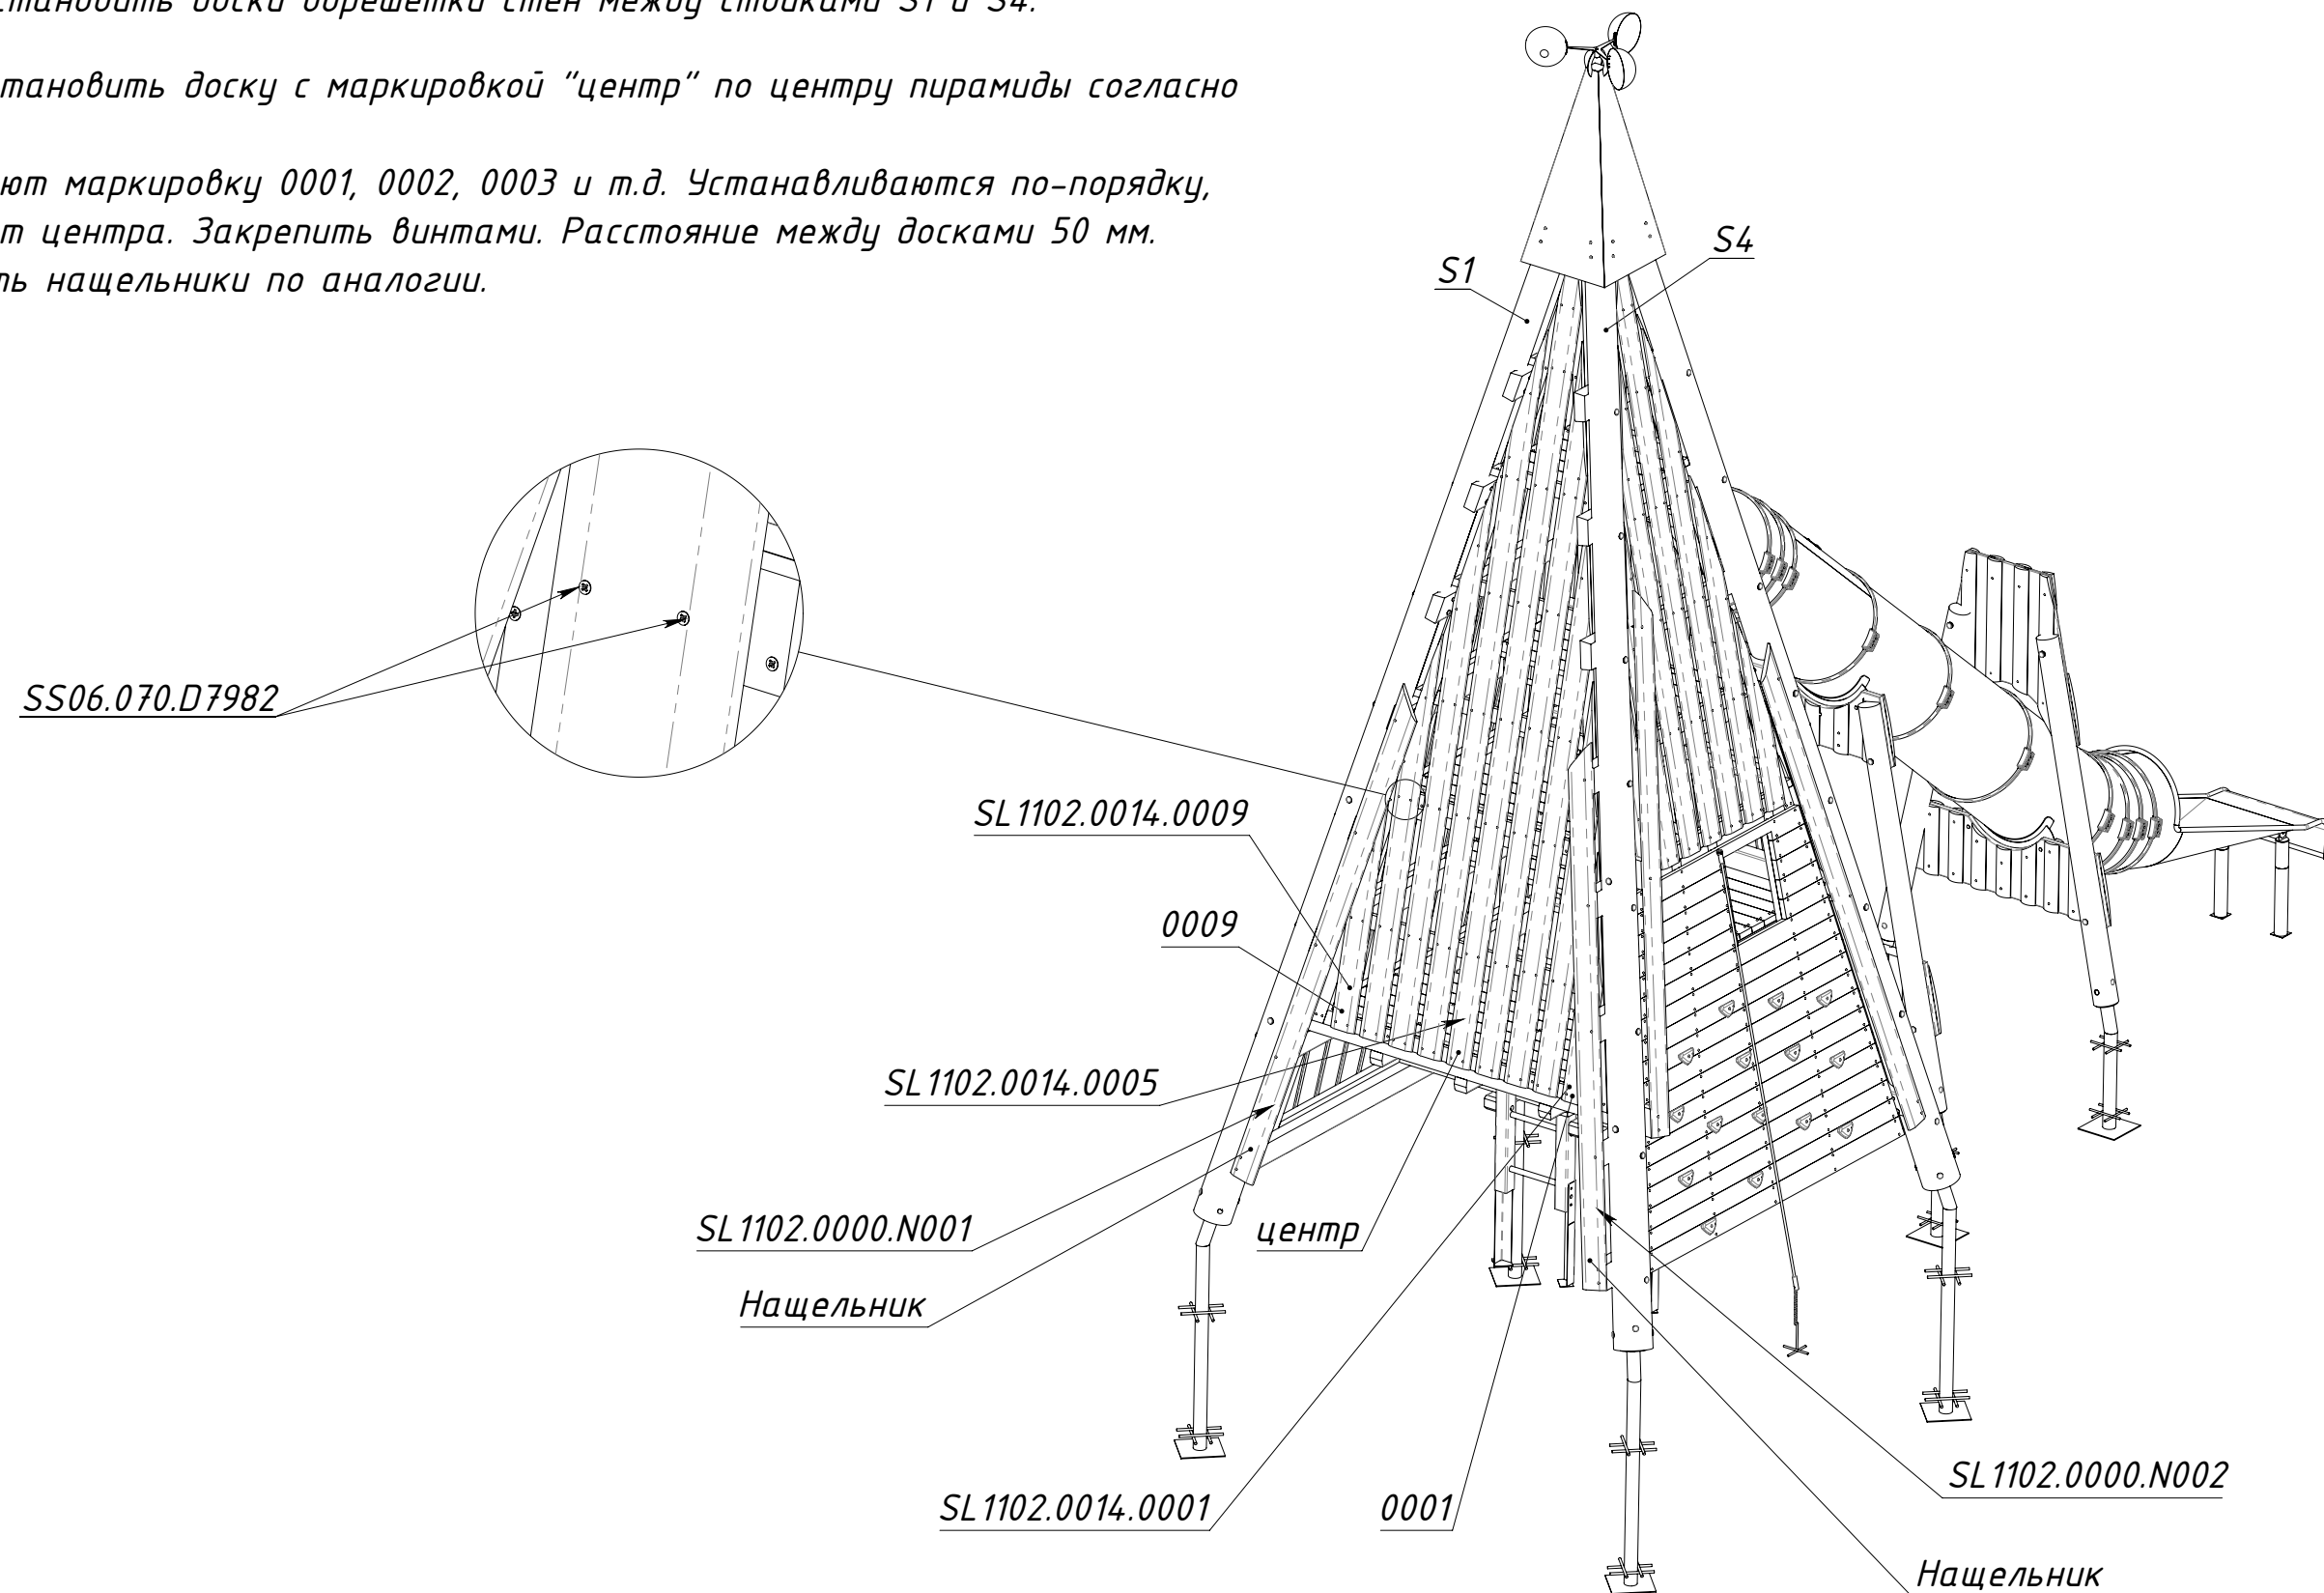 становить доски обрешетки стен между стойками S1 и S4.
тановить доску с маркировкой "центр" по центру пирамиды согласно
ют маркировку 0001, 0002, 0003 и т.д. Устанавливаются по-порядку,
т центра. Закрепить винтами. Расстояние между досками 50 мм.
ть нащельники по аналогии.
S4
S1
SS06.070.D7982
SL1102.0014.0009
0009
SL1102.0014.0005
SL1102.0000.N001
центр
Нащельник
SL1102.0000.N002
SL1102.0014.0001
0001
Нащельник